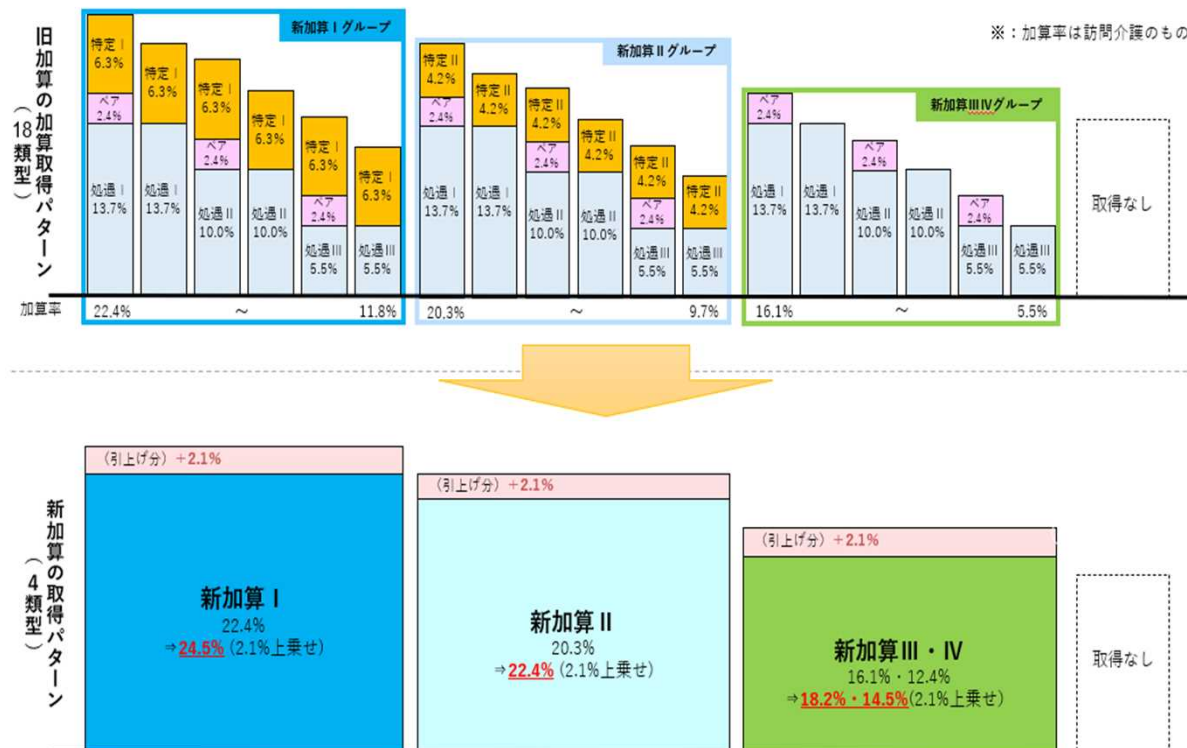 ※：加算率は訪問介護のもの
旧加算の加算取得パターン
（18類型）
新加算Ⅰグループ
特定Ⅰ
6.3%
ベア
2.4%
処遇Ⅰ
13.7%
特定Ⅰ
6.3%
処遇Ⅰ
13.7%
特定Ⅰ
6.3%
ベア
2.4%
処遇Ⅱ
10.0%
特定Ⅰ
6.3%
処遇Ⅱ
10.0%
特定Ⅰ
6.3%
ベア
2.4%
処遇Ⅲ
5.5%
特定Ⅰ
6.3%
処遇Ⅲ
5.5%
新加算Ⅱグループ
特定Ⅱ
4.2%
ベア
2.4%
処遇Ⅰ
13.7%
特定Ⅱ
4.2%
処遇Ⅰ
13.7%
特定Ⅱ
4.2%
ベア
2.4%
処遇Ⅱ
10.0%
特定Ⅱ
4.2%
処遇Ⅱ
10.0%
特定Ⅱ
4.2%
ベア
2.4%
処遇Ⅲ
5.5%
特定Ⅱ
4.2%
処遇Ⅲ
5.5%
新加算ⅢⅣグループ
ベア
2.4%
処遇Ⅰ
13.7%
処遇Ⅰ
13.7%
ベア
2.4%
処遇Ⅱ
10.0%
処遇Ⅱ
10.0%
ベア
2.4%
処遇Ⅲ
5.5%
処遇Ⅲ
5.5%
取得なし
加算率 22.4% ～ 11.8% 20.3% ～ 9.7% 16.1% ～ 5.5%
新加算の取得パターン
（4類型）
（引上げ分）+2.1%
新加算Ⅰ
22.4%
⇒24.5% (2.1%上乗せ)
（引上げ分）+2.1%
新加算Ⅱ
20.3%
⇒22.4% (2.1%上乗せ)
（引上げ分）+2.1%
新加算Ⅲ・Ⅳ
16.1%・12.4%
⇒18.2%・14.5%(2.1%上乗せ)
取得なし